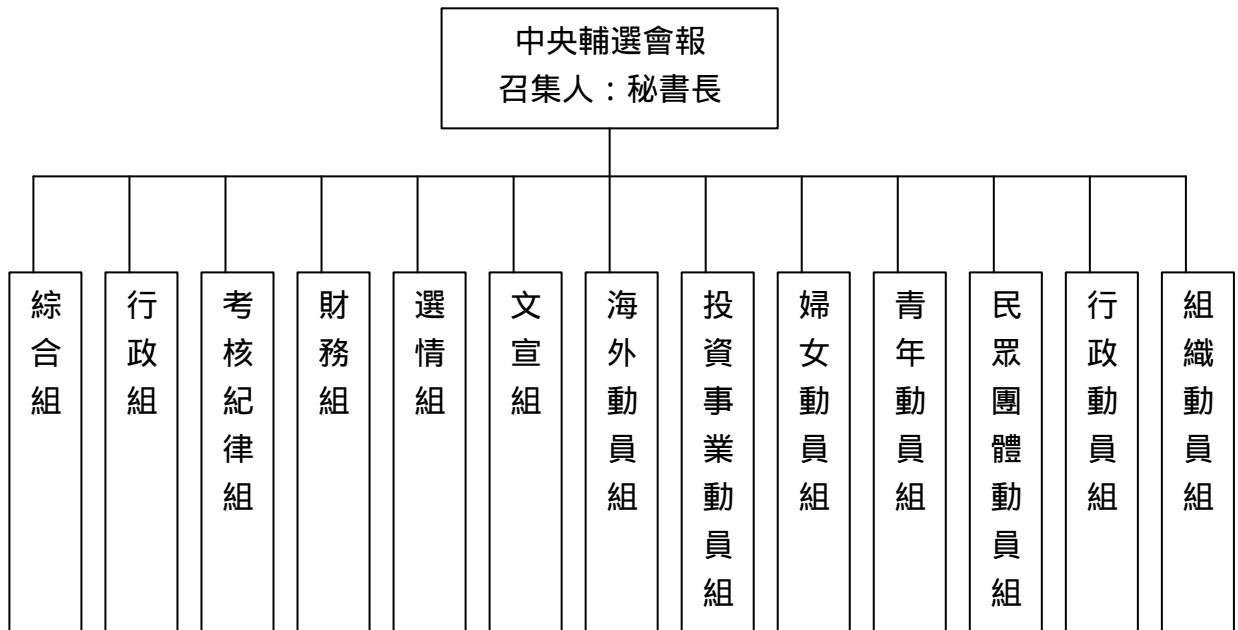 中央輔選會報
召集人：秘書長
綜合組
行政組
考核紀律組
財務組
選情組
文宣組
海外動員組
投資事業動員組
婦女動員組
青年動員組
民眾團體動員組
行政動員組
組織動員組